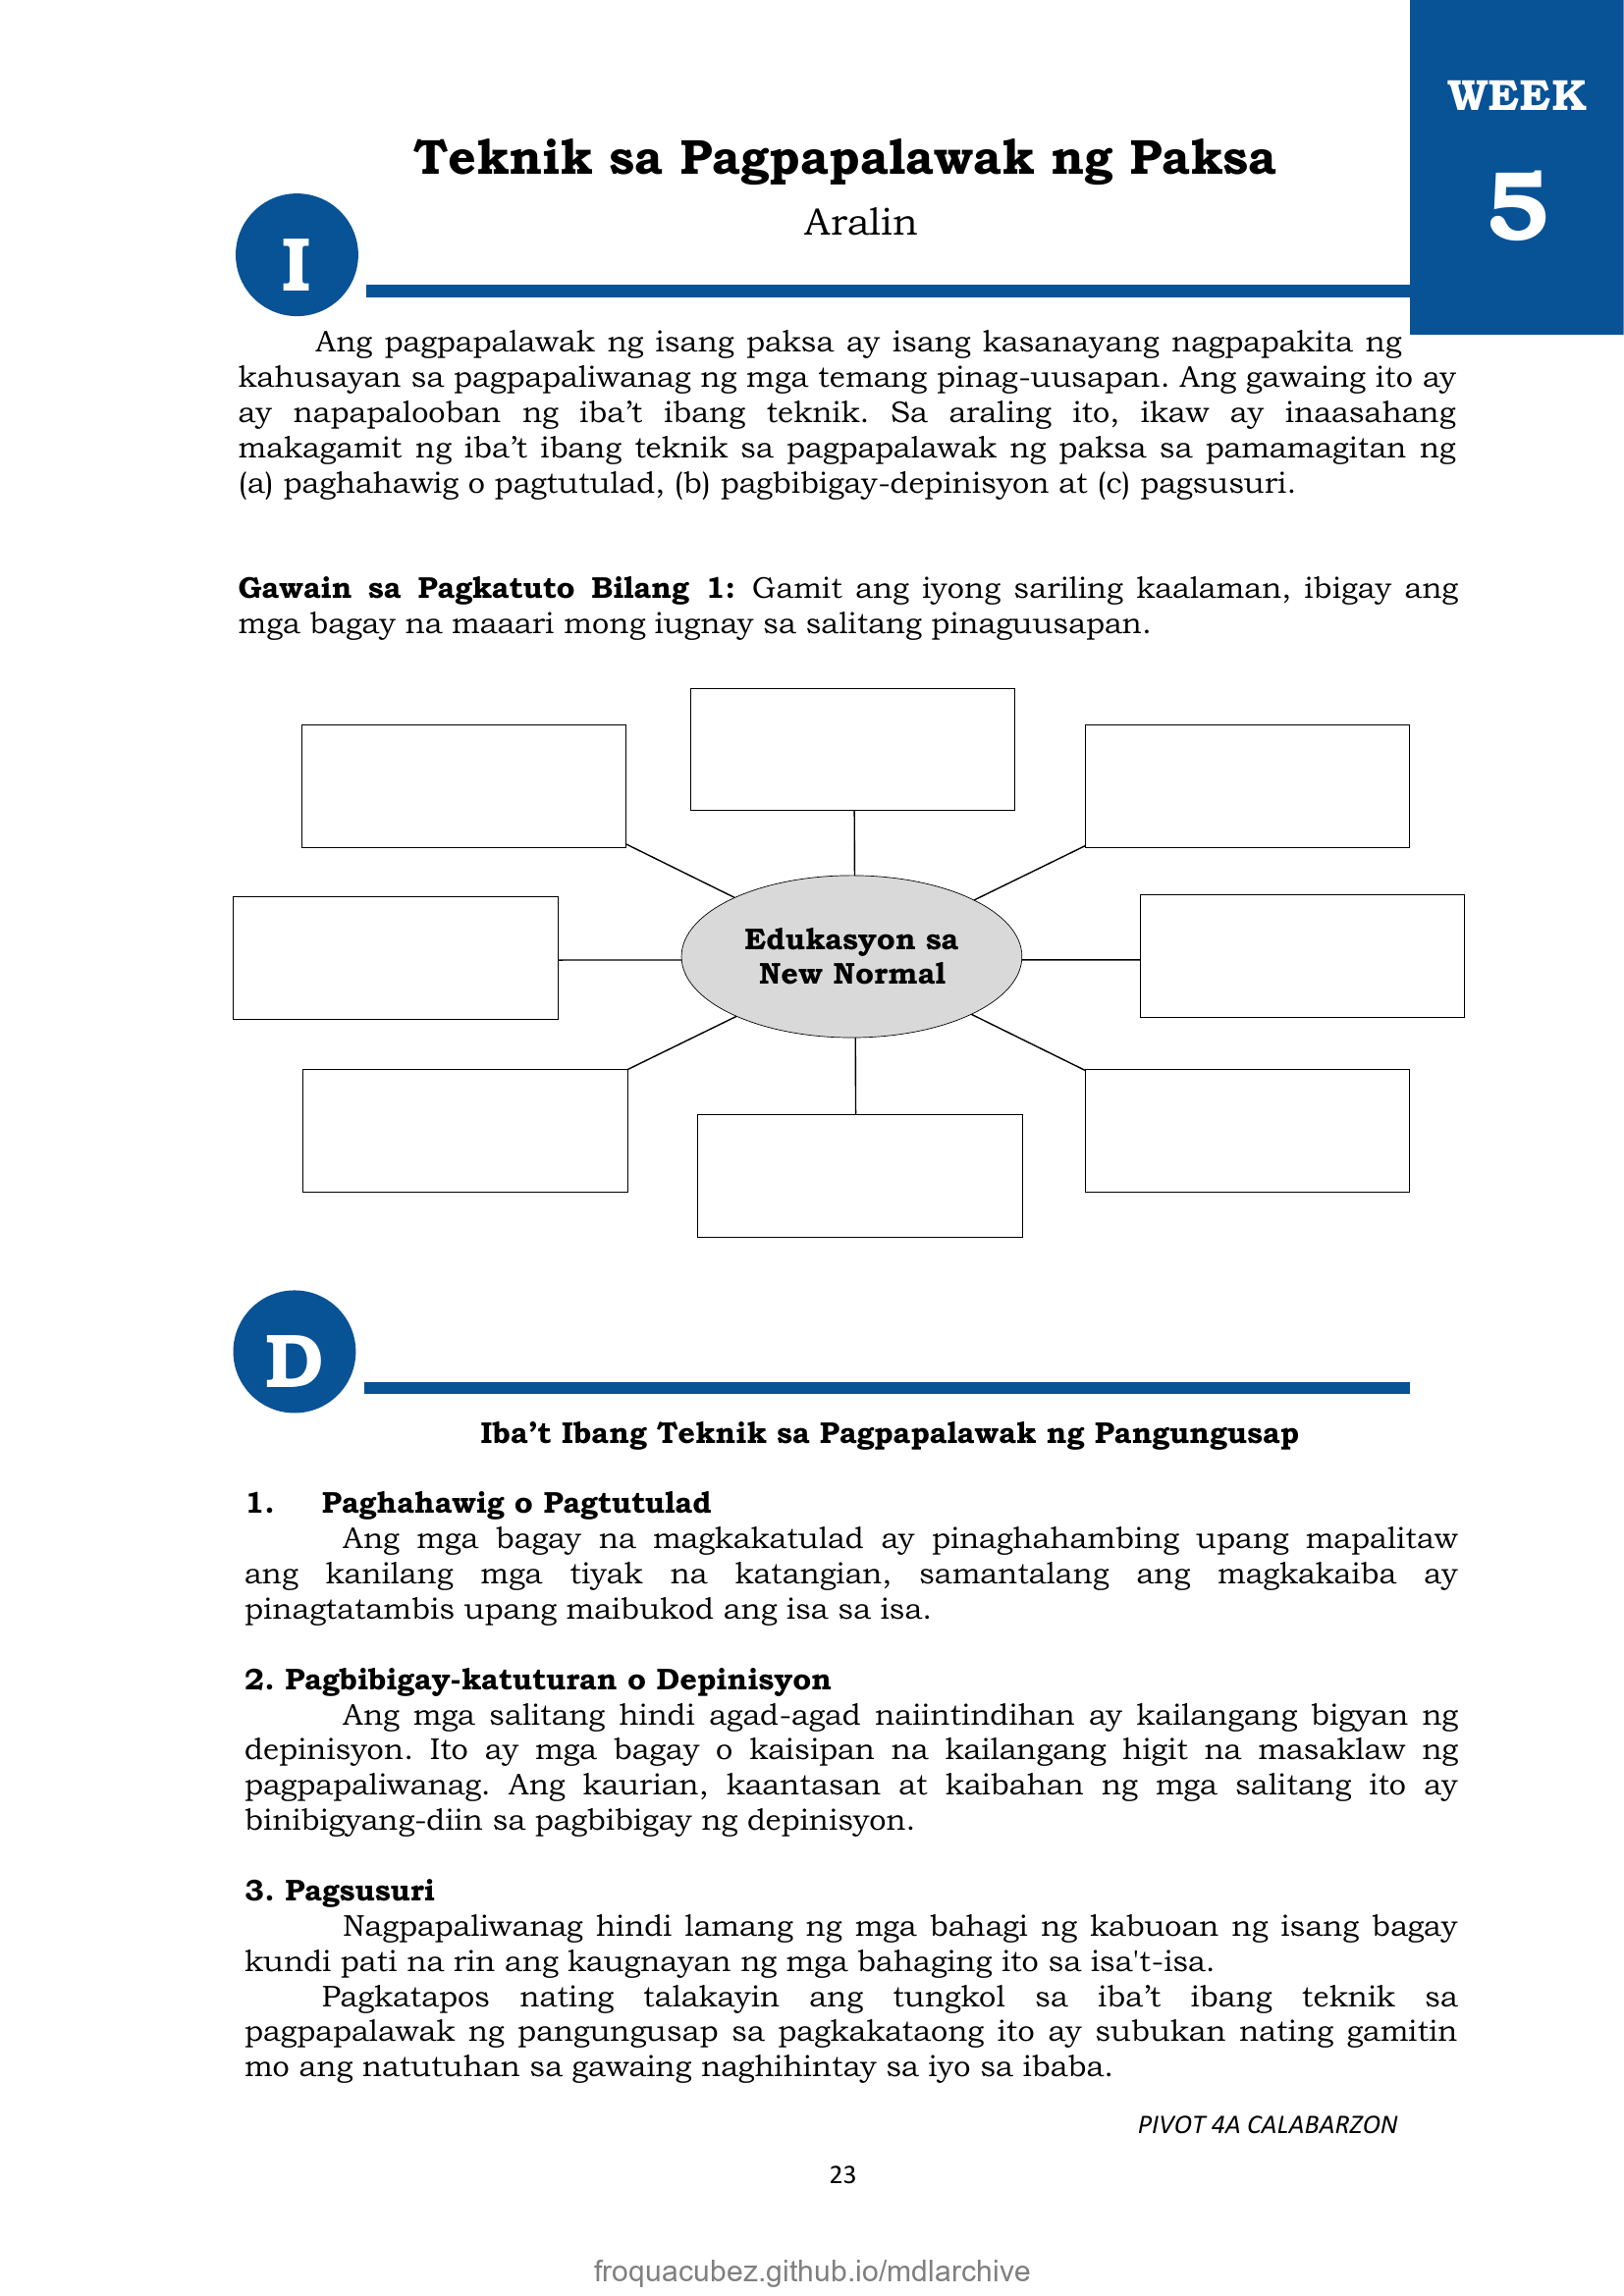 WEEK
5
Teknik sa Pagpapalawak ng Paksa
Aralin
I
Ang pagpapalawak ng isang paksa ay isang kasanayang nagpapakita ng
kahusayan sa pagpapaliwanag ng mga temang pinag-uusapan. Ang gawaing ito ay
ay napapalooban ng iba’t ibang teknik. Sa araling ito, ikaw ay inaasahang
makagamit ng iba’t ibang teknik sa pagpapalawak ng paksa sa pamamagitan ng
(a) paghahawig o pagtutulad, (b) pagbibigay-depinisyon at (c) pagsusuri.
Gawain sa Pagkatuto Bilang 1: Gamit ang iyong sariling kaalaman, ibigay ang
mga bagay na maaari mong iugnay sa salitang pinaguusapan.
Edukasyon sa
New Normal
D
Iba’t Ibang Teknik sa Pagpapalawak ng Pangungusap
1. Paghahawig o Pagtutulad
Ang mga bagay na magkakatulad ay pinaghahambing upang mapalitaw
ang kanilang mga tiyak na katangian, samantalang ang magkakaiba ay
pinagtatambis upang maibukod ang isa sa isa.
2. Pagbibigay-katuturan o Depinisyon
Ang mga salitang hindi agad-agad naiintindihan ay kailangang bigyan ng
depinisyon. Ito ay mga bagay o kaisipan na kailangang higit na masaklaw ng
pagpapaliwanag. Ang kaurian, kaantasan at kaibahan ng mga salitang ito ay
binibigyang-diin sa pagbibigay ng depinisyon.
3. Pagsusuri
Nagpapaliwanag hindi lamang ng mga bahagi ng kabuoan ng isang bagay
kundi pati na rin ang kaugnayan ng mga bahaging ito sa isa't-isa.
Pagkatapos nating talakayin ang tungkol sa iba’t ibang teknik sa
pagpapalawak ng pangungusap sa pagkakataong ito ay subukan nating gamitin
mo ang natutuhan sa gawaing naghihintay sa iyo sa ibaba.
PIVOT 4A CALABARZON
23
froquacubez.github.io/mdlarchive